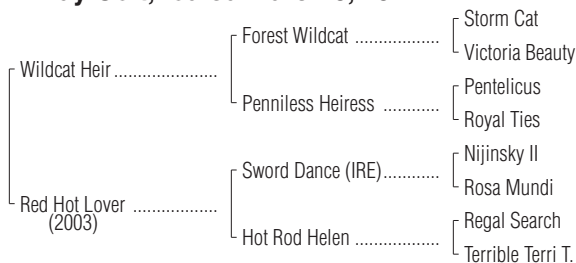 Storm Cat
Forest Wildcat ....................
Victoria Beauty
Wildcat Heir ......................
Pentelicus
Penniless Heiress .............
Royal Ties
Nijinsky II
Sword Dance (IRE).............
Rosa Mundi
Red Hot Lover ..................
(2003)
Regal Search
Hot Rod Helen ..................
Terrible Terri T.